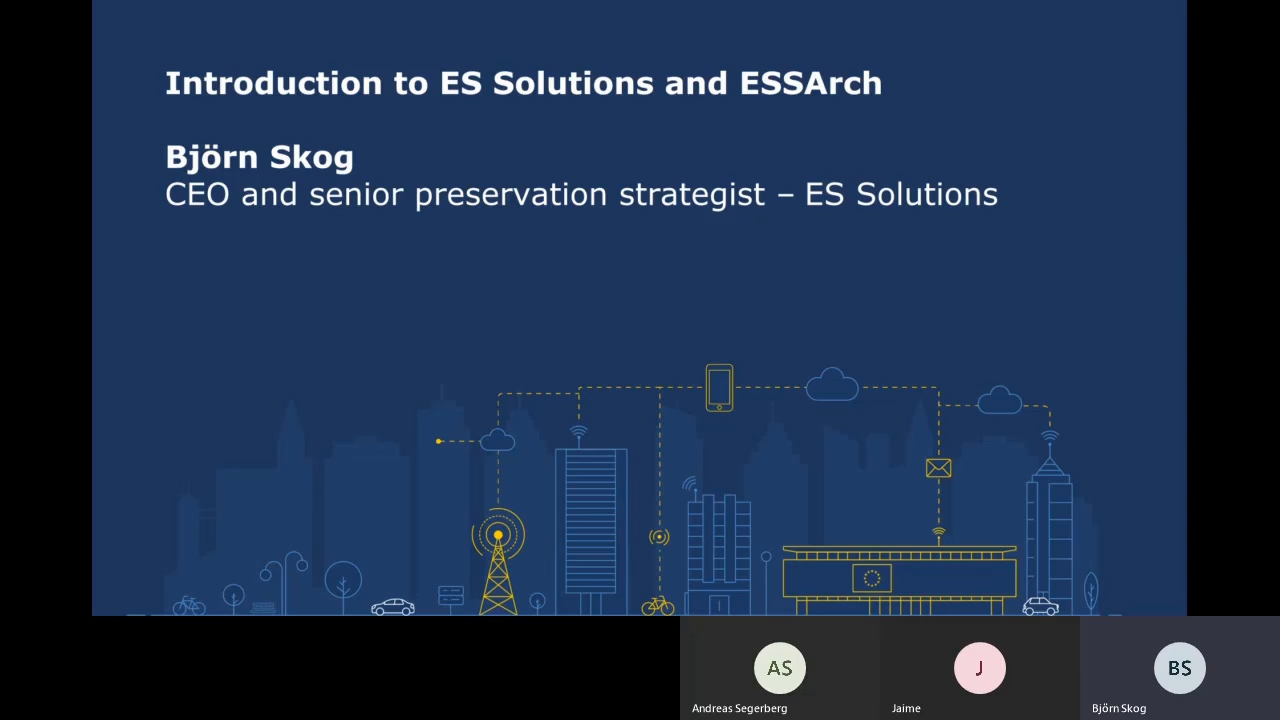 Introduction to ES Solutions and ESSArch
Björn Skog
CEO and senior preservation strategist – ES Solutions
AS
J
BS
Andreas Segerberg
Jaime
Björn Skog